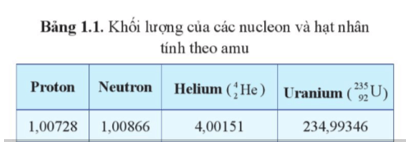 Bảng 1.1. Khối lượng của các nucleon và hạt nhân
tính theo amu
Proton Neutron Helium (⁴₂He) Uranium (²³⁵₉₂U)
1,00728 1,00866 4,00151 234,99346